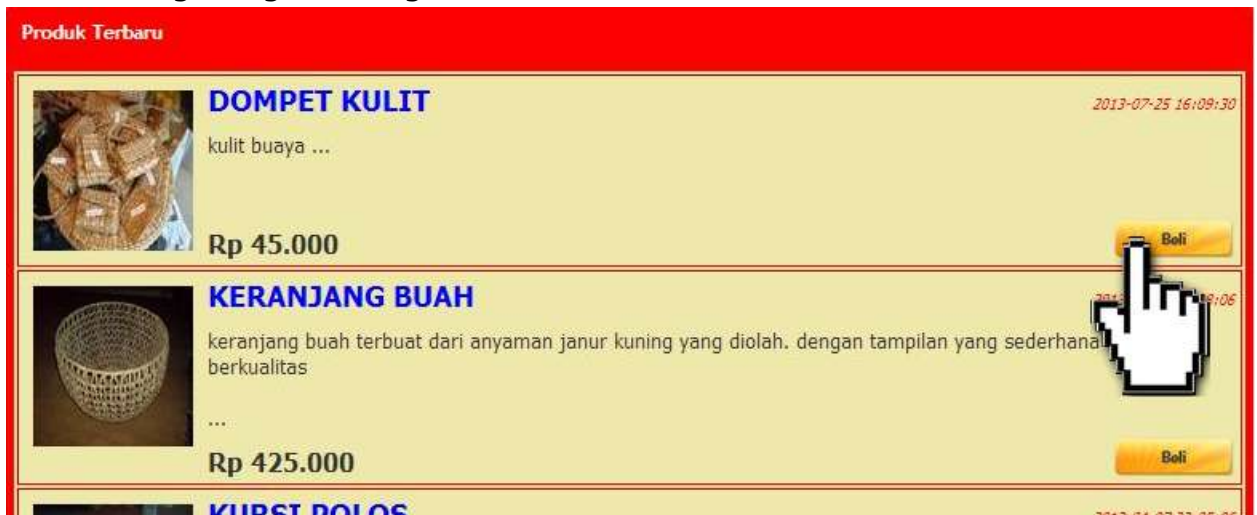 Produk Terbaru
DOMPET KULIT
2013-07-25 16:09:30
kulit buaya ...
Rp 45.000
Beli
KERANJANG BUAH
keranjang buah terbuat dari anyaman janur kuning yang diolah. dengan tampilan yang sederhana
berkualitas
...
Rp 425.000
Beli
KURSI POLOS